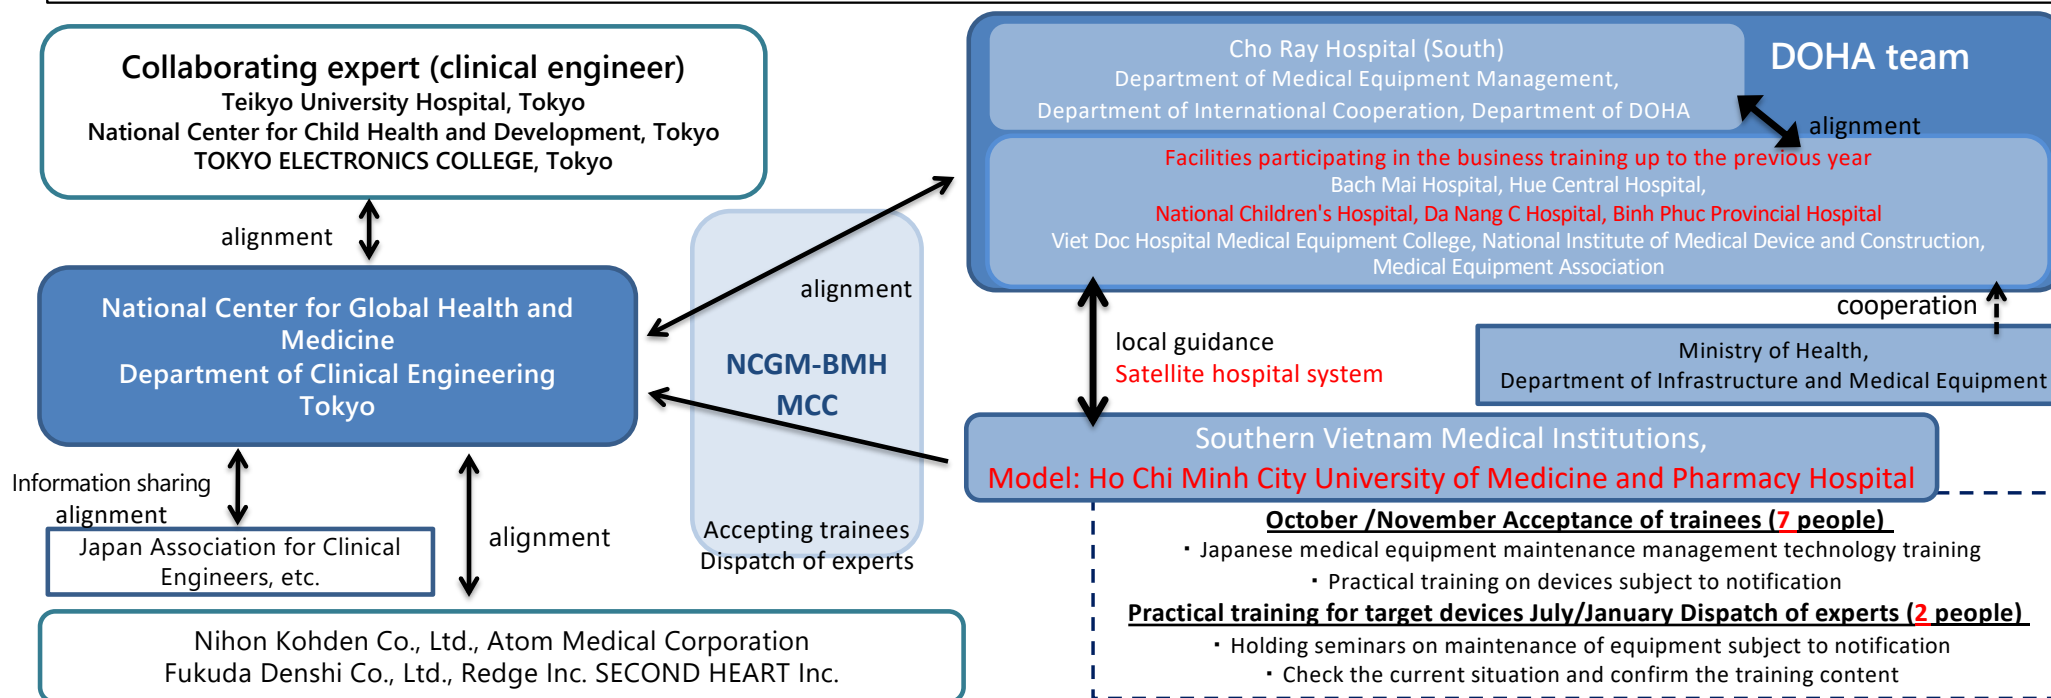 Collaborating expert (clinical engineer)
Teikyo University Hospital, Tokyo
National Center for Child Health and Development, Tokyo
TOKYO ELECTRONICS COLLEGE, Tokyo
alignment
National Center for Global Health and
Medicine
Department of Clinical Engineering
Tokyo
Information sharing
alignment
Japan Association for Clinical
Engineers, etc.
alignment
Nihon Kohden Co., Ltd., Atom Medical Corporation
Fukuda Denshi Co., Ltd., Redge Inc. SECOND HEART Inc.
alignment
NCGM-BMH
MCC
Accepting trainees
Dispatch of experts
DOHA team
Cho Ray Hospital (South)
Department of Medical Equipment Management,
Department of International Cooperation, Department of DOHA
alignment
Facilities participating in the business training up to the previous year
Bach Mai Hospital, Hue Central Hospital,
National Children's Hospital, Da Nang C Hospital, Binh Phuc Provincial Hospital
Viet Doc Hospital Medical Equipment College, National Institute of Medical Device and Construction,
Medical Equipment Association
cooperation
Ministry of Health,
Department of Infrastructure and Medical Equipment
local guidance
Satellite hospital system
Southern Vietnam Medical Institutions,
Model: Ho Chi Minh City University of Medicine and Pharmacy Hospital
October /November Acceptance of trainees (7 people)
・Japanese medical equipment maintenance management technology training
・Practical training on devices subject to notification
Practical training for target devices July/January Dispatch of experts (2 people)
・Holding seminars on maintenance of equipment subject to notification
・Check the current situation and confirm the training content